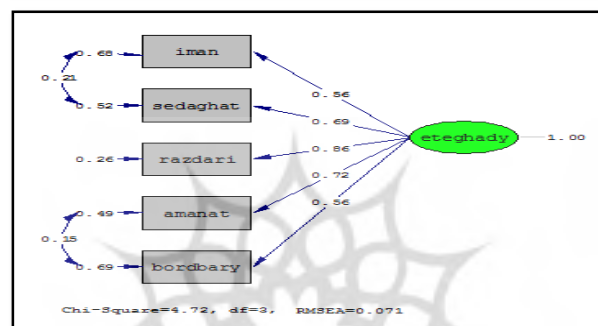 0.68
iman
0.21
0.56
0.52
sedaghat
0.69
eteghady
1.00
0.26
razdari
0.86
0.72
0.49
amanat
0.56
0.15
0.69
bordbary
Chi-Square=4.72, df=3, RMSEA=0.071